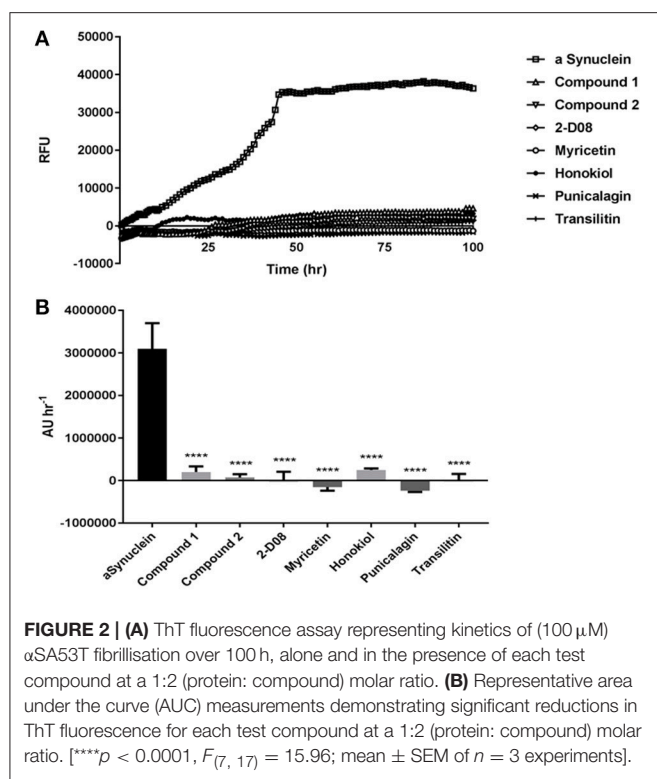 A
50000
40000
30000
20000
10000
0
-10000
RFU
25
50
75
100
Time (hr)
a Synuclein
Compound 1
Compound 2
2-D08
Myricetin
Honokiol
Punicalagin
Transilitin
B
4000000
3000000
2000000
1000000
0
-1000000
AU hr-1
****
****
****
****
****
****
****
aSynuclein
Compound 1
Compound 2
2-D08
Myricetin
Honokiol
Punicalagin
Transilitin
FIGURE 2 | (A) ThT fluorescence assay representing kinetics of (100 μM)
αSA53T fibrillisation over 100 h, alone and in the presence of each test
compound at a 1:2 (protein: compound) molar ratio. (B) Representative area
under the curve (AUC) measurements demonstrating significant reductions in
ThT fluorescence for each test compound at a 1:2 (protein: compound) molar
ratio. [****p < 0.0001, F(7, 17) = 15.96; mean ± SEM of n = 3 experiments].